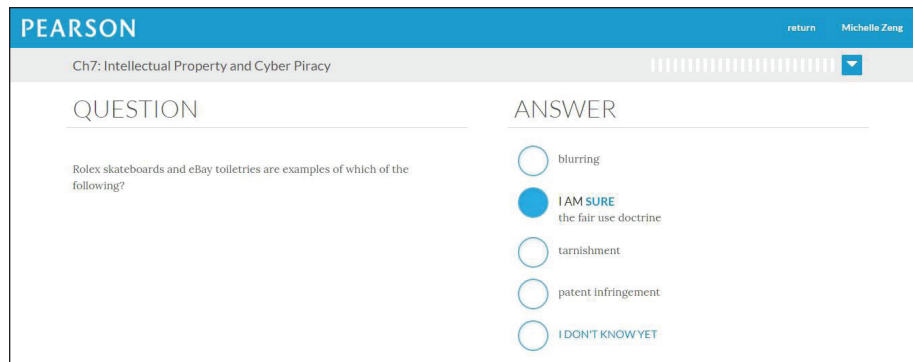 PEARSON
return
Michelle Zeng
Ch7: Intellectual Property and Cyber Piracy
QUESTION
Rolex skateboards and eBay toiletries are examples of which of the
following?
ANSWER
blurring
I AM SURE
the fair use doctrine
tarnishment
patent infringement
I DON'T KNOW YET